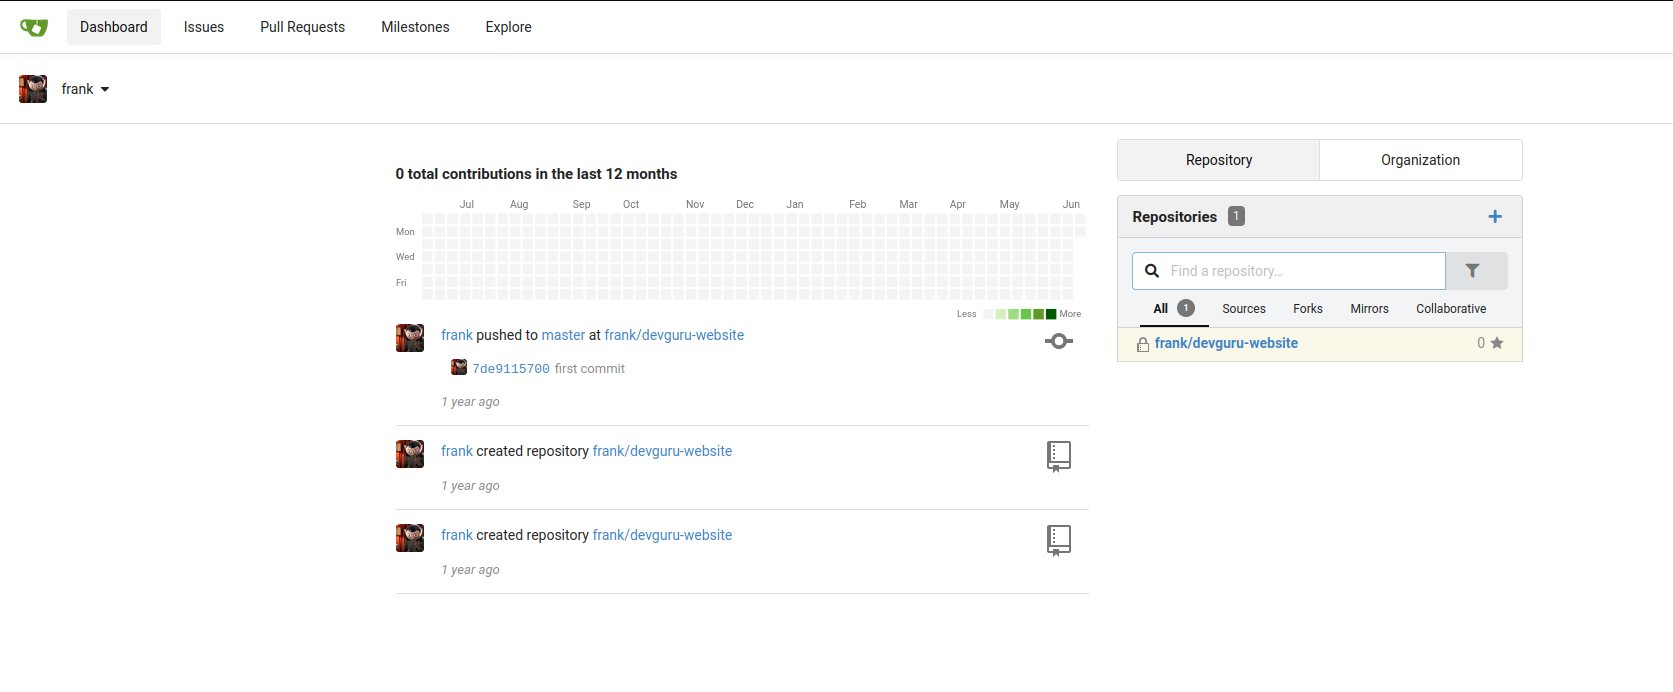 Dashboard Issues Pull Requests Milestones Explore
frank
0 total contributions in the last 12 months
Jul Aug Sep Oct Nov Dec Jan Feb Mar Apr May Jun
Mon
Wed
Fri
Less More
frank pushed to master at frank/devguru-website
7de9115700 first commit
1 year ago
frank created repository frank/devguru-website
1 year ago
frank created repository frank/devguru-website
1 year ago
Repository Organization
Repositories 1
Find a repository...
All 1 Sources Forks Mirrors Collaborative
frank/devguru-website 0